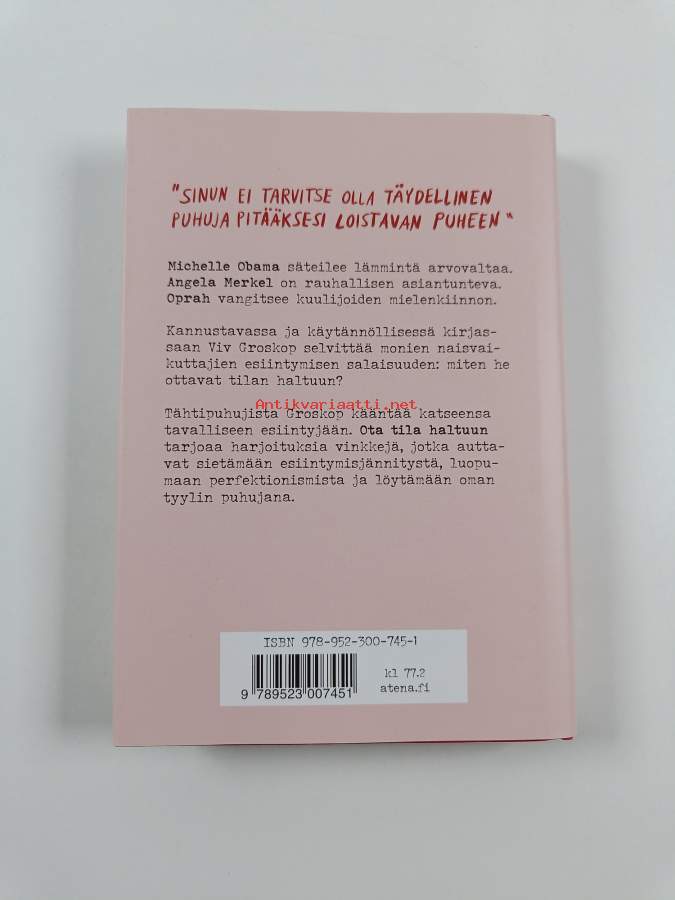 "SINUN EI TARVITSE OLLA TÄYDELLINEN
PUHUJA PITÄÄKSESI LOISTAVAN PUHEEN"
Michelle Obama säteilee lämmintä arvovaltaa.
Angela Merkel on rauhallisen asiantunteva.
Oprah vangitsee kuulijoiden mielenkiinnon.
Kannustavassa ja käytännöllisessä kirjas-
saan Viv Groskop selvittää monien naisvai-
kuttajien esiintymisen salaisuuden: miten he
ottavat tilan haltuun?
Antikvariaatti.net
Tähtipuhujista Groskop kääntää katseensa
tavalliseen esiintyjään. Ota tila haltuun
tarjoaa harjoituksia vinkkejä, jotka autta-
vat sietämään esiintymisjännitystä, luopu-
maan perfektionismista ja löytämään oman
tyylin puhujana.
ISBN 978-952-300-745-1
9 789523 007451
kl 77.2
atena.fi